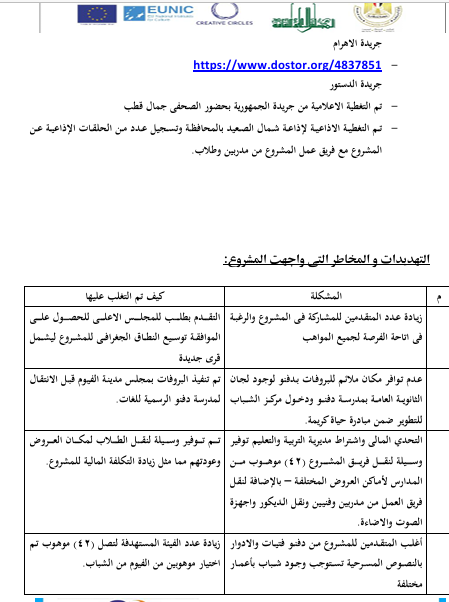 EUNIC
CREATIVE CIRCLES
جريدة الاهرام
– https://www.dostor.org/4837851
جريدة الدستور
– تم التغطية الاعلامية من جريدة الجمهورية بحضور الصحفى جمال قطب
– تم التغطية الاذاعية لإذاعة شمال الصعيد بالمحافظة وتسجيل عدد من الحلقات الإذاعية عن
المشروع مع فريق عمل المشروع من مدربين وطلاب.
التهديدات و المخاطر التى واجهت المشروع:
م المشكلة كيف تم التغلب عليها
زيادة عدد المتقدمين للمشاركة فى المشروع والرغبة
فى اتاحة الفرصة لجميع المواهب
التقدم بطلب للمجلس الاعلى للحصول على
الموافقة توسيع النطاق الجغرافى للمشروع ليشمل
قرى جديدة
عدم توافر مكان ملائم للبروفات بدفنو لوجود لجان
الثانوية العامة بمدرسة دفنو ودخول مركز الشباب
للتطوير ضمن مبادرة حياة كريمة.
تم تنفيذ البروفات بمجلس مدينة الفيوم قبل الانتقال
لمدرسة دفنو الرسمية للغات.
التحدي المالى واشتراط مديرية التربية والتعليم توفير
وسيلة لنقل فريق المشروع (٤٢) موهوب من
المدارس لأماكن العروض المختلفة – بالإضافة لنقل
فريق العمل من مدربين وفنيين ونقل الديكور واجهزة
الصوت والاضاءة.
تم توفير وسيلة لنقل الطلاب لمكان العروض
وعودتهم مما مثل زيادة التكلفة المالية للمشروع.
أغلب المتقدمين للمشروع من دفنو فتيات والادوار
بالنصوص المسرحية تستوجب وجود شباب بأعمار
مختلفة
زيادة عدد الفيئة المستهدفة لتصل (٤٢) موهوب تم
اختيار موهوبين من الفيوم من الشباب.